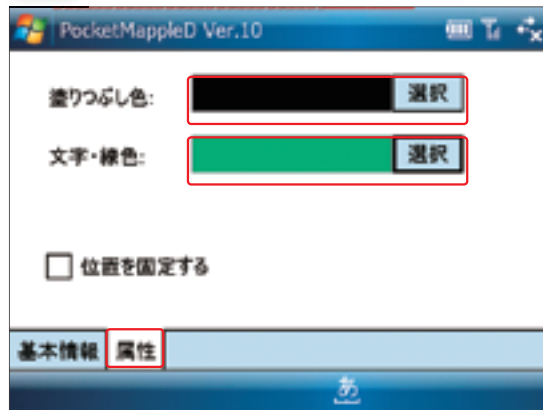 PocketMappleD Ver.10
塗りつぶし色: 選択
文字・線色: 選択
位置を固定する
基本情報 属性
あ